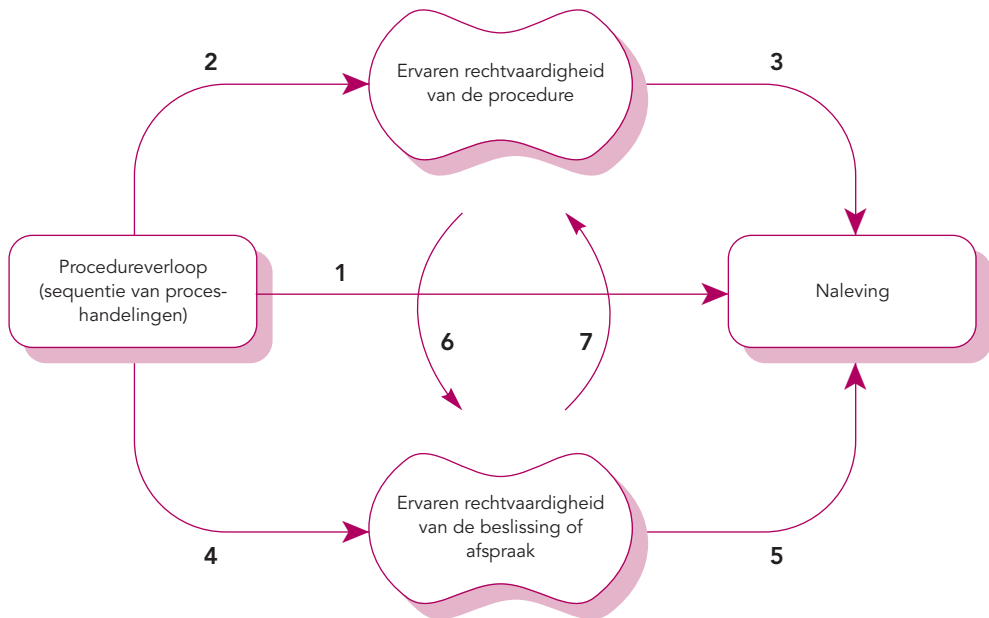 2
3
Ervaren rechtvaardigheid
van de procedure
Procedureverloop
(sequentie van proces-
handelingen)
1
Naleving
6
7
Ervaren rechtvaardigheid
van de beslissing of
afspraak
4
5